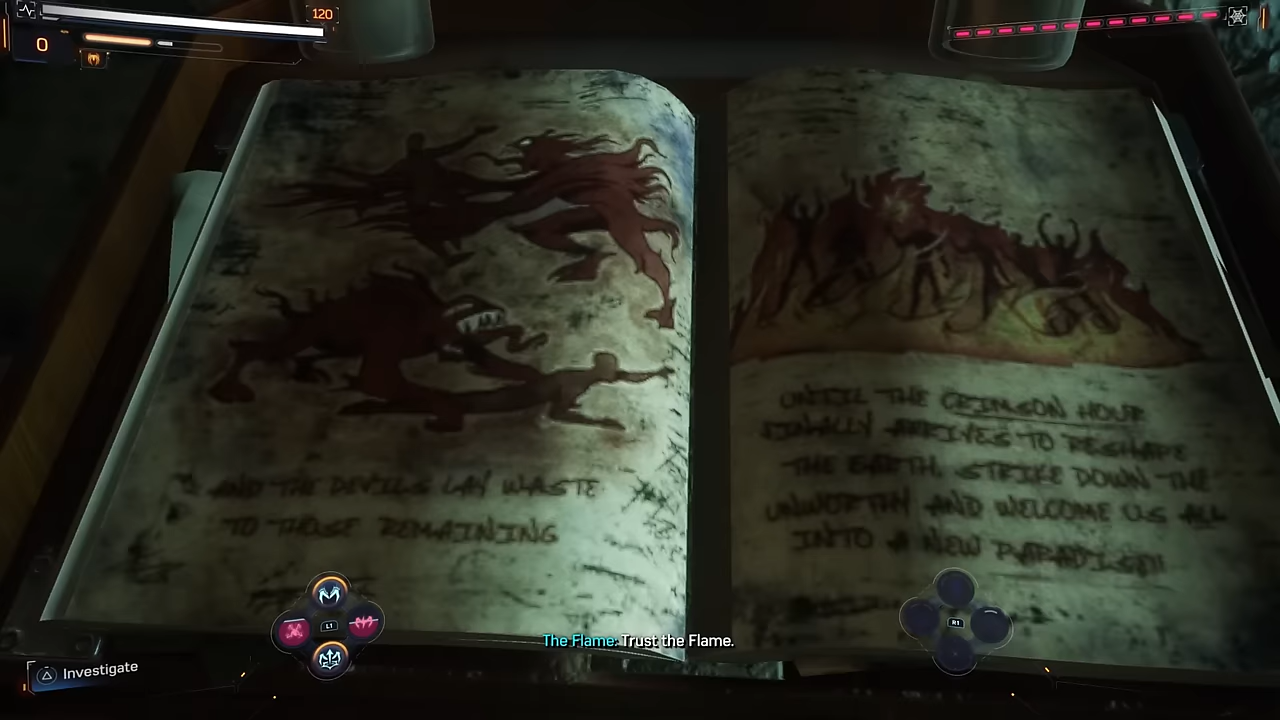 120
0
AND THE DEVILS LAY WASTE
TO THOSE REMAINING
UNTIL THE CRIMSON HOUR
FINALLY ARRIVES TO RESHAPE
THE EARTH, STRIKE DOWN THE
UNWORTHY AND WELCOME US ALL
INTO A NEW PARADISE!!
L1
R1
The Flame: Trust the Flame.
Investigate